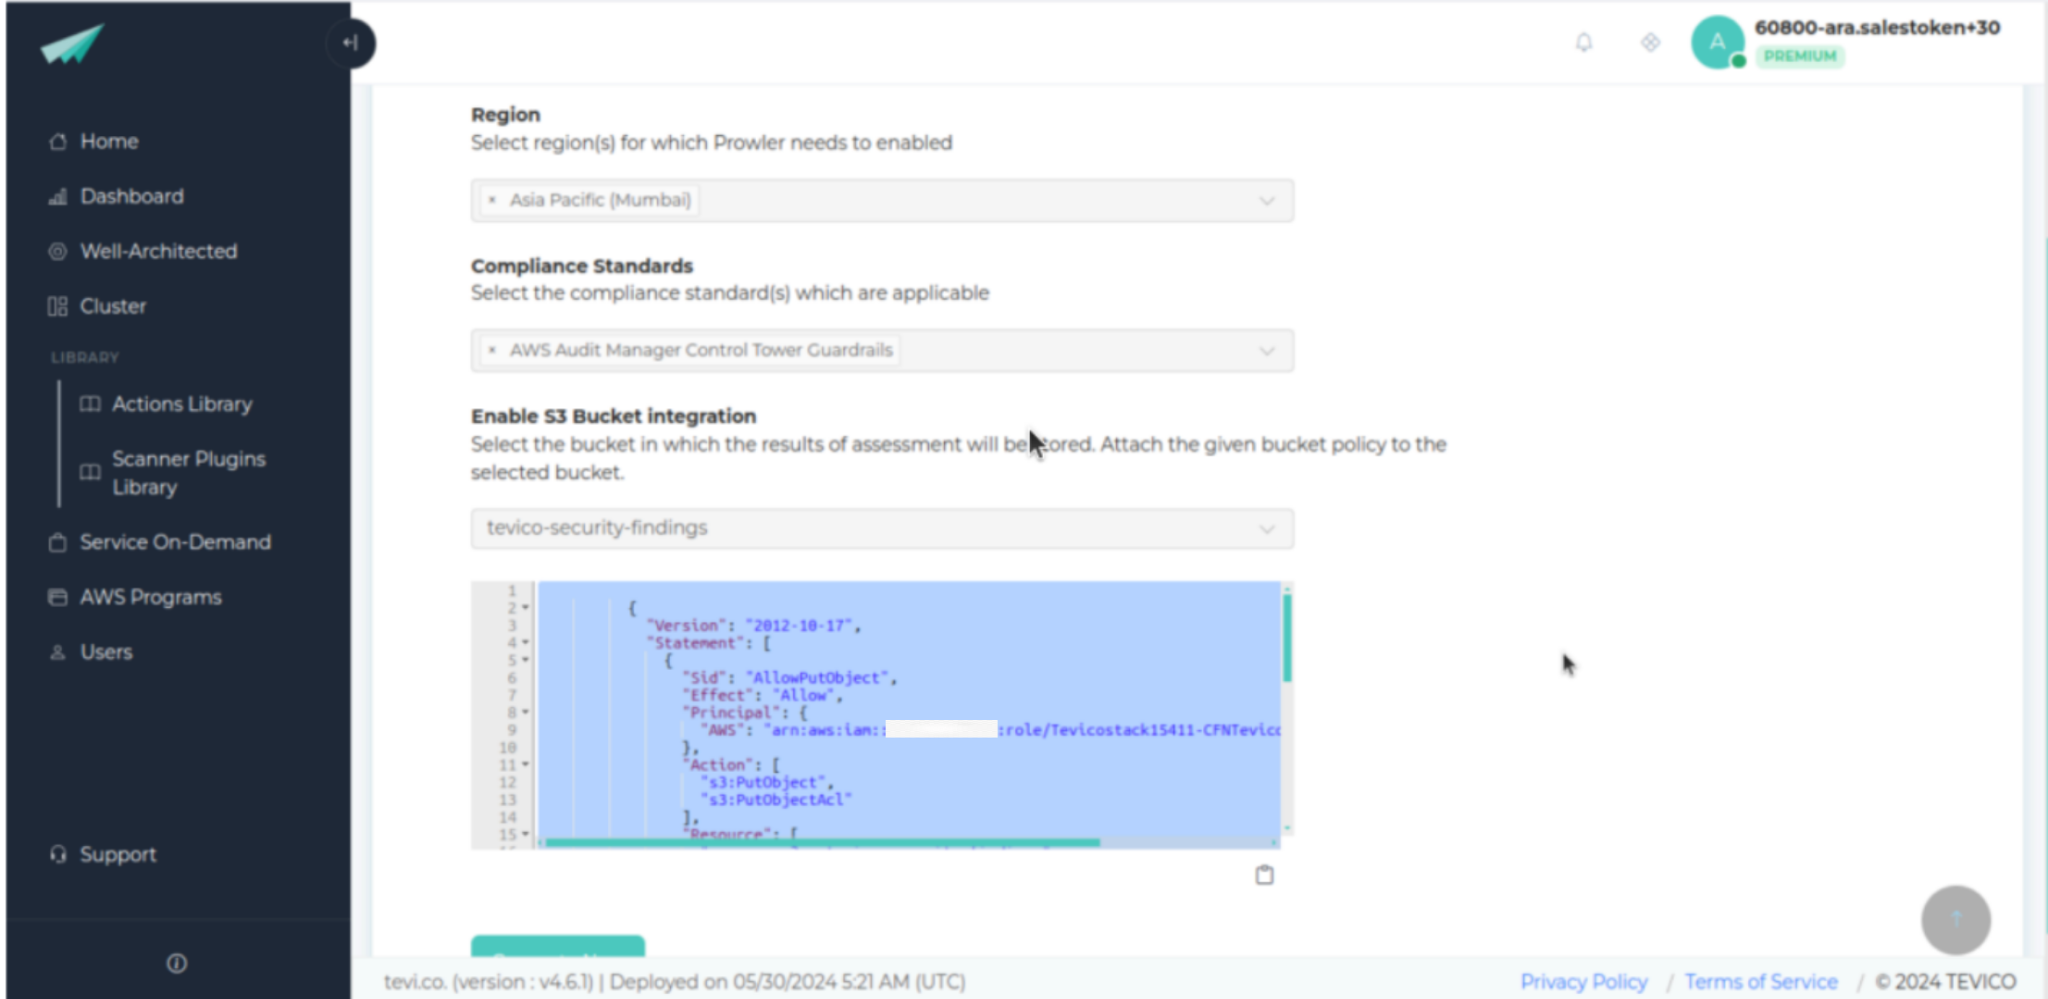 60800-ara.salestoken+30
A
PREMIUM
Home
Dashboard
Well-Architected
Cluster
LIBRARY
Actions Library
Scanner Plugins
Library
Service On-Demand
AWS Programs
Users
Support
Region
Select region(s) for which Prowler needs to enabled
× Asia Pacific (Mumbai)
Compliance Standards
Select the compliance standard(s) which are applicable
× AWS Audit Manager Control Tower Guardrails
Enable S3 Bucket integration
Select the bucket in which the results of assessment will be stored. Attach the given bucket policy to the
selected bucket.
tevico-security-findings
1
2 {
3 "Version": "2012-10-17",
4 "Statement": [
5 {
6 "Sid": "AllowPutObject",
7 "Effect": "Allow",
8 "Principal": {
9 "AWS": "arn:aws:iam:: :role/Tevicostack15411-CFNTevico
10 },
11 "Action": [
12 "s3:PutObject",
13 "s3:PutObjectAcl"
14 ],
15 "Resource": [
tevi.co. (version : v4.6.1) | Deployed on 05/30/2024 5:21 AM (UTC)
Privacy Policy / Terms of Service / © 2024 TEVICO